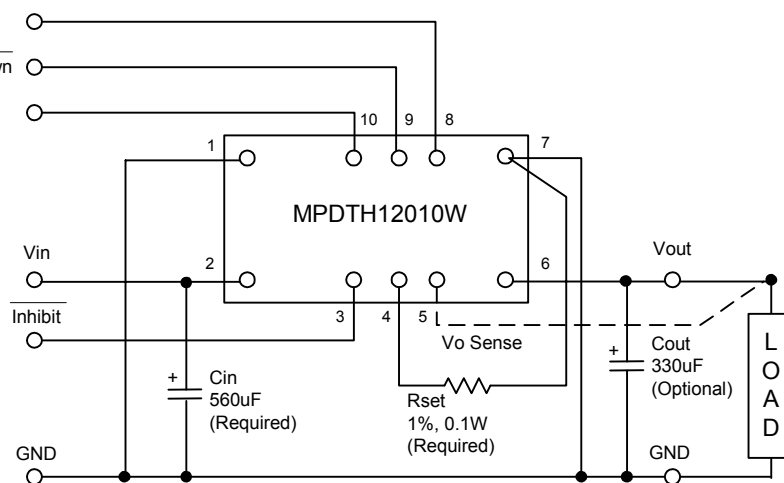 wn
10
9
8
1
7
MPDTH12010W
Vin
2
6
Vout
Inhibit
3
4
5
Vo Sense
+
Cin
560uF
(Required)
Rset
1%, 0.1W
(Required)
+
Cout
330uF
(Optional)
L
O
A
D
GND
GND